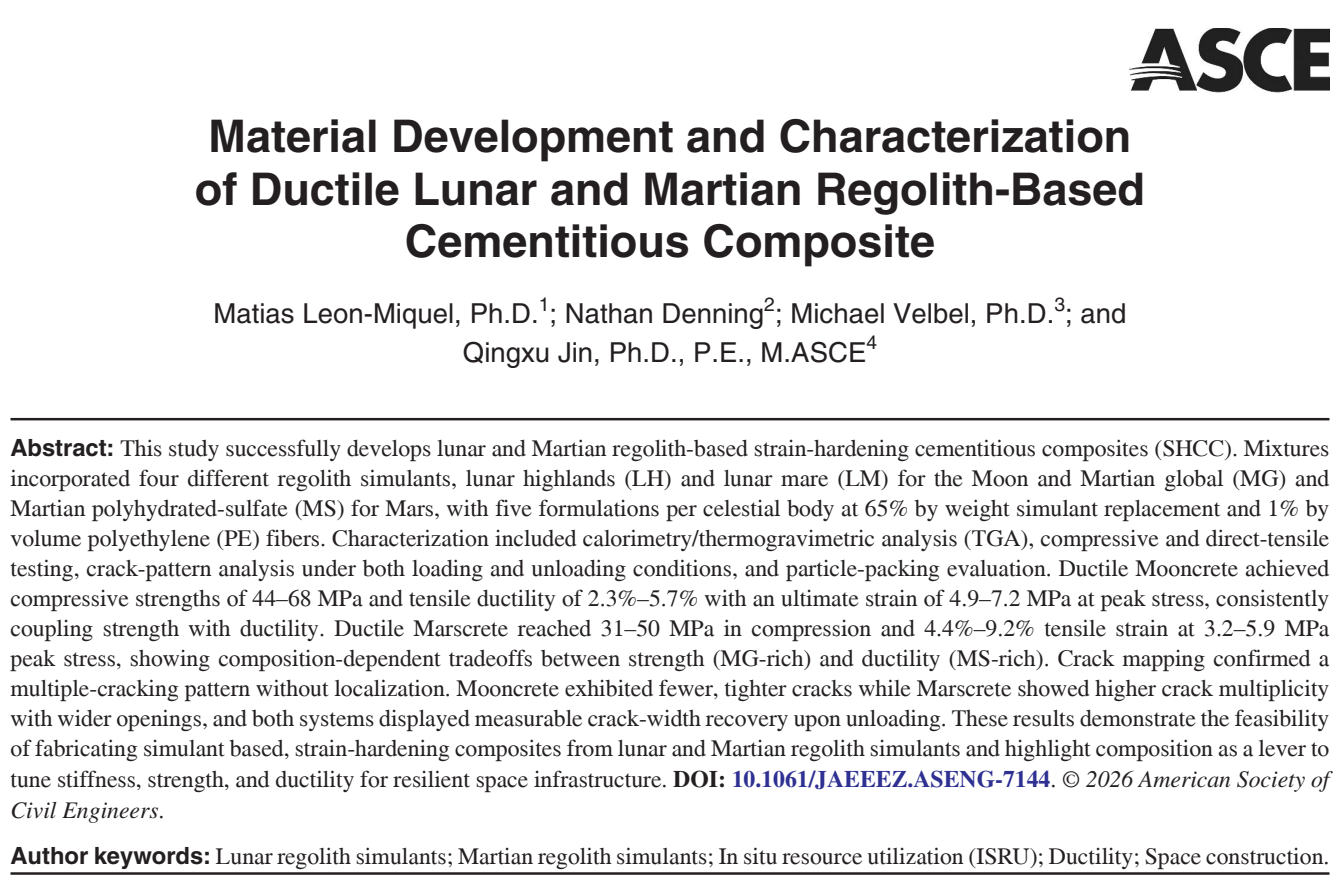 ASCE
Material Development and Characterization
of Ductile Lunar and Martian Regolith-Based
Cementitious Composite
Matias Leon-Miquel, Ph.D.1; Nathan Denning2; Michael Velbel, Ph.D.3; and
Qingxu Jin, Ph.D., P.E., M.ASCE4
Abstract: This study successfully develops lunar and Martian regolith-based strain-hardening cementitious composites (SHCC). Mixtures
incorporated four different regolith simulants, lunar highlands (LH) and lunar mare (LM) for the Moon and Martian global (MG) and
Martian polyhydrated-sulfate (MS) for Mars, with five formulations per celestial body at 65% by weight simulant replacement and 1% by
volume polyethylene (PE) fibers. Characterization included calorimetry/thermogravimetric analysis (TGA), compressive and direct-tensile
testing, crack-pattern analysis under both loading and unloading conditions, and particle-packing evaluation. Ductile Mooncrete achieved
compressive strengths of 44–68 MPa and tensile ductility of 2.3%–5.7% with an ultimate strain of 4.9–7.2 MPa at peak stress, consistently
coupling strength with ductility. Ductile Marscrete reached 31–50 MPa in compression and 4.4%–9.2% tensile strain at 3.2–5.9 MPa
peak stress, showing composition-dependent tradeoffs between strength (MG-rich) and ductility (MS-rich). Crack mapping confirmed a
multiple-cracking pattern without localization. Mooncrete exhibited fewer, tighter cracks while Marscrete showed higher crack multiplicity
with wider openings, and both systems displayed measurable crack-width recovery upon unloading. These results demonstrate the feasibility
of fabricating simulant based, strain-hardening composites from lunar and Martian regolith simulants and highlight composition as a lever to
tune stiffness, strength, and ductility for resilient space infrastructure. DOI: 10.1061/JAEEEZ.ASENG-7144. © 2026 American Society of
Civil Engineers.
Author keywords: Lunar regolith simulants; Martian regolith simulants; In situ resource utilization (ISRU); Ductility; Space construction.